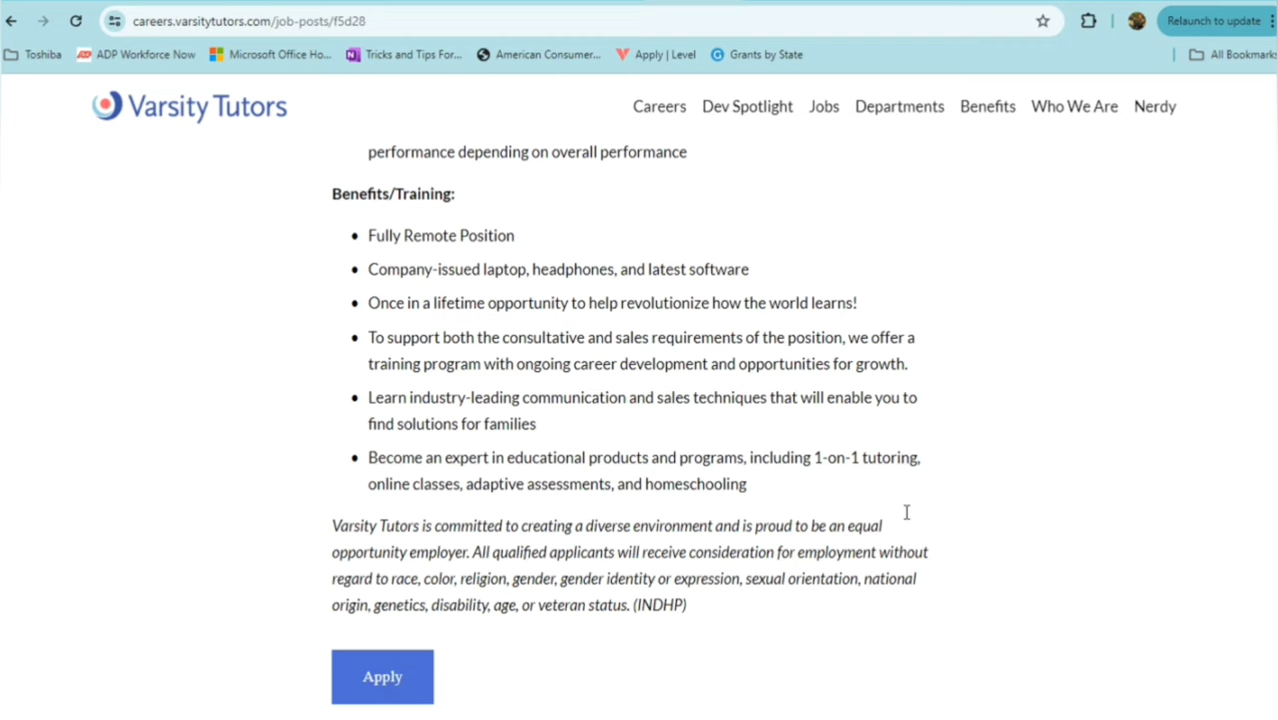 careers.varsitytutors.com/job-posts/f5d28
Relaunch to update
Toshiba ADP Workforce Now Microsoft Office Ho... Tricks and Tips For... American Consumer... Apply | Level Grants by State All Bookmark
Varsity Tutors Careers Dev Spotlight Jobs Departments Benefits Who We Are Nerdy
performance depending on overall performance
Benefits/Training:
Fully Remote Position
Company-issued laptop, headphones, and latest software
Once in a lifetime opportunity to help revolutionize how the world learns!
To support both the consultative and sales requirements of the position, we offer a
training program with ongoing career development and opportunities for growth.
Learn industry-leading communication and sales techniques that will enable you to
find solutions for families
Become an expert in educational products and programs, including 1-on-1 tutoring,
online classes, adaptive assessments, and homeschooling
Varsity Tutors is committed to creating a diverse environment and is proud to be an equal
opportunity employer. All qualified applicants will receive consideration for employment without
regard to race, color, religion, gender, gender identity or expression, sexual orientation, national
origin, genetics, disability, age, or veteran status. (INDHP)
Apply